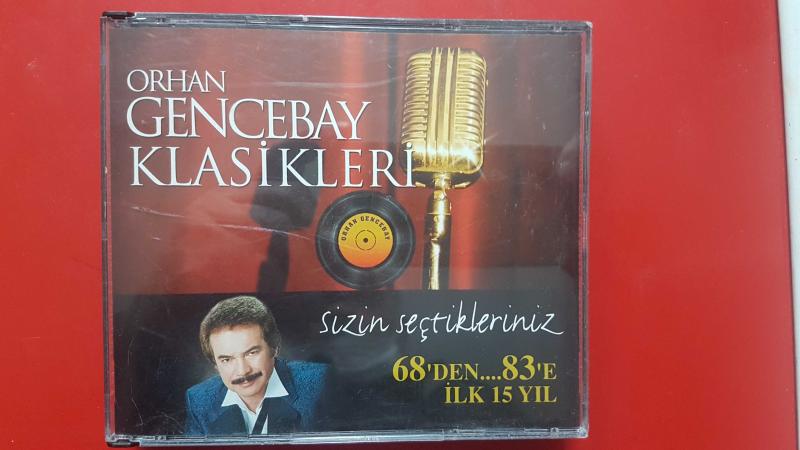 ORHAN
GENCEBAY
KLASİKLERİ
ORHAN GENCEBAY
sizin seçtikleriniz
68'DEN....83'E
İLK 15 YIL